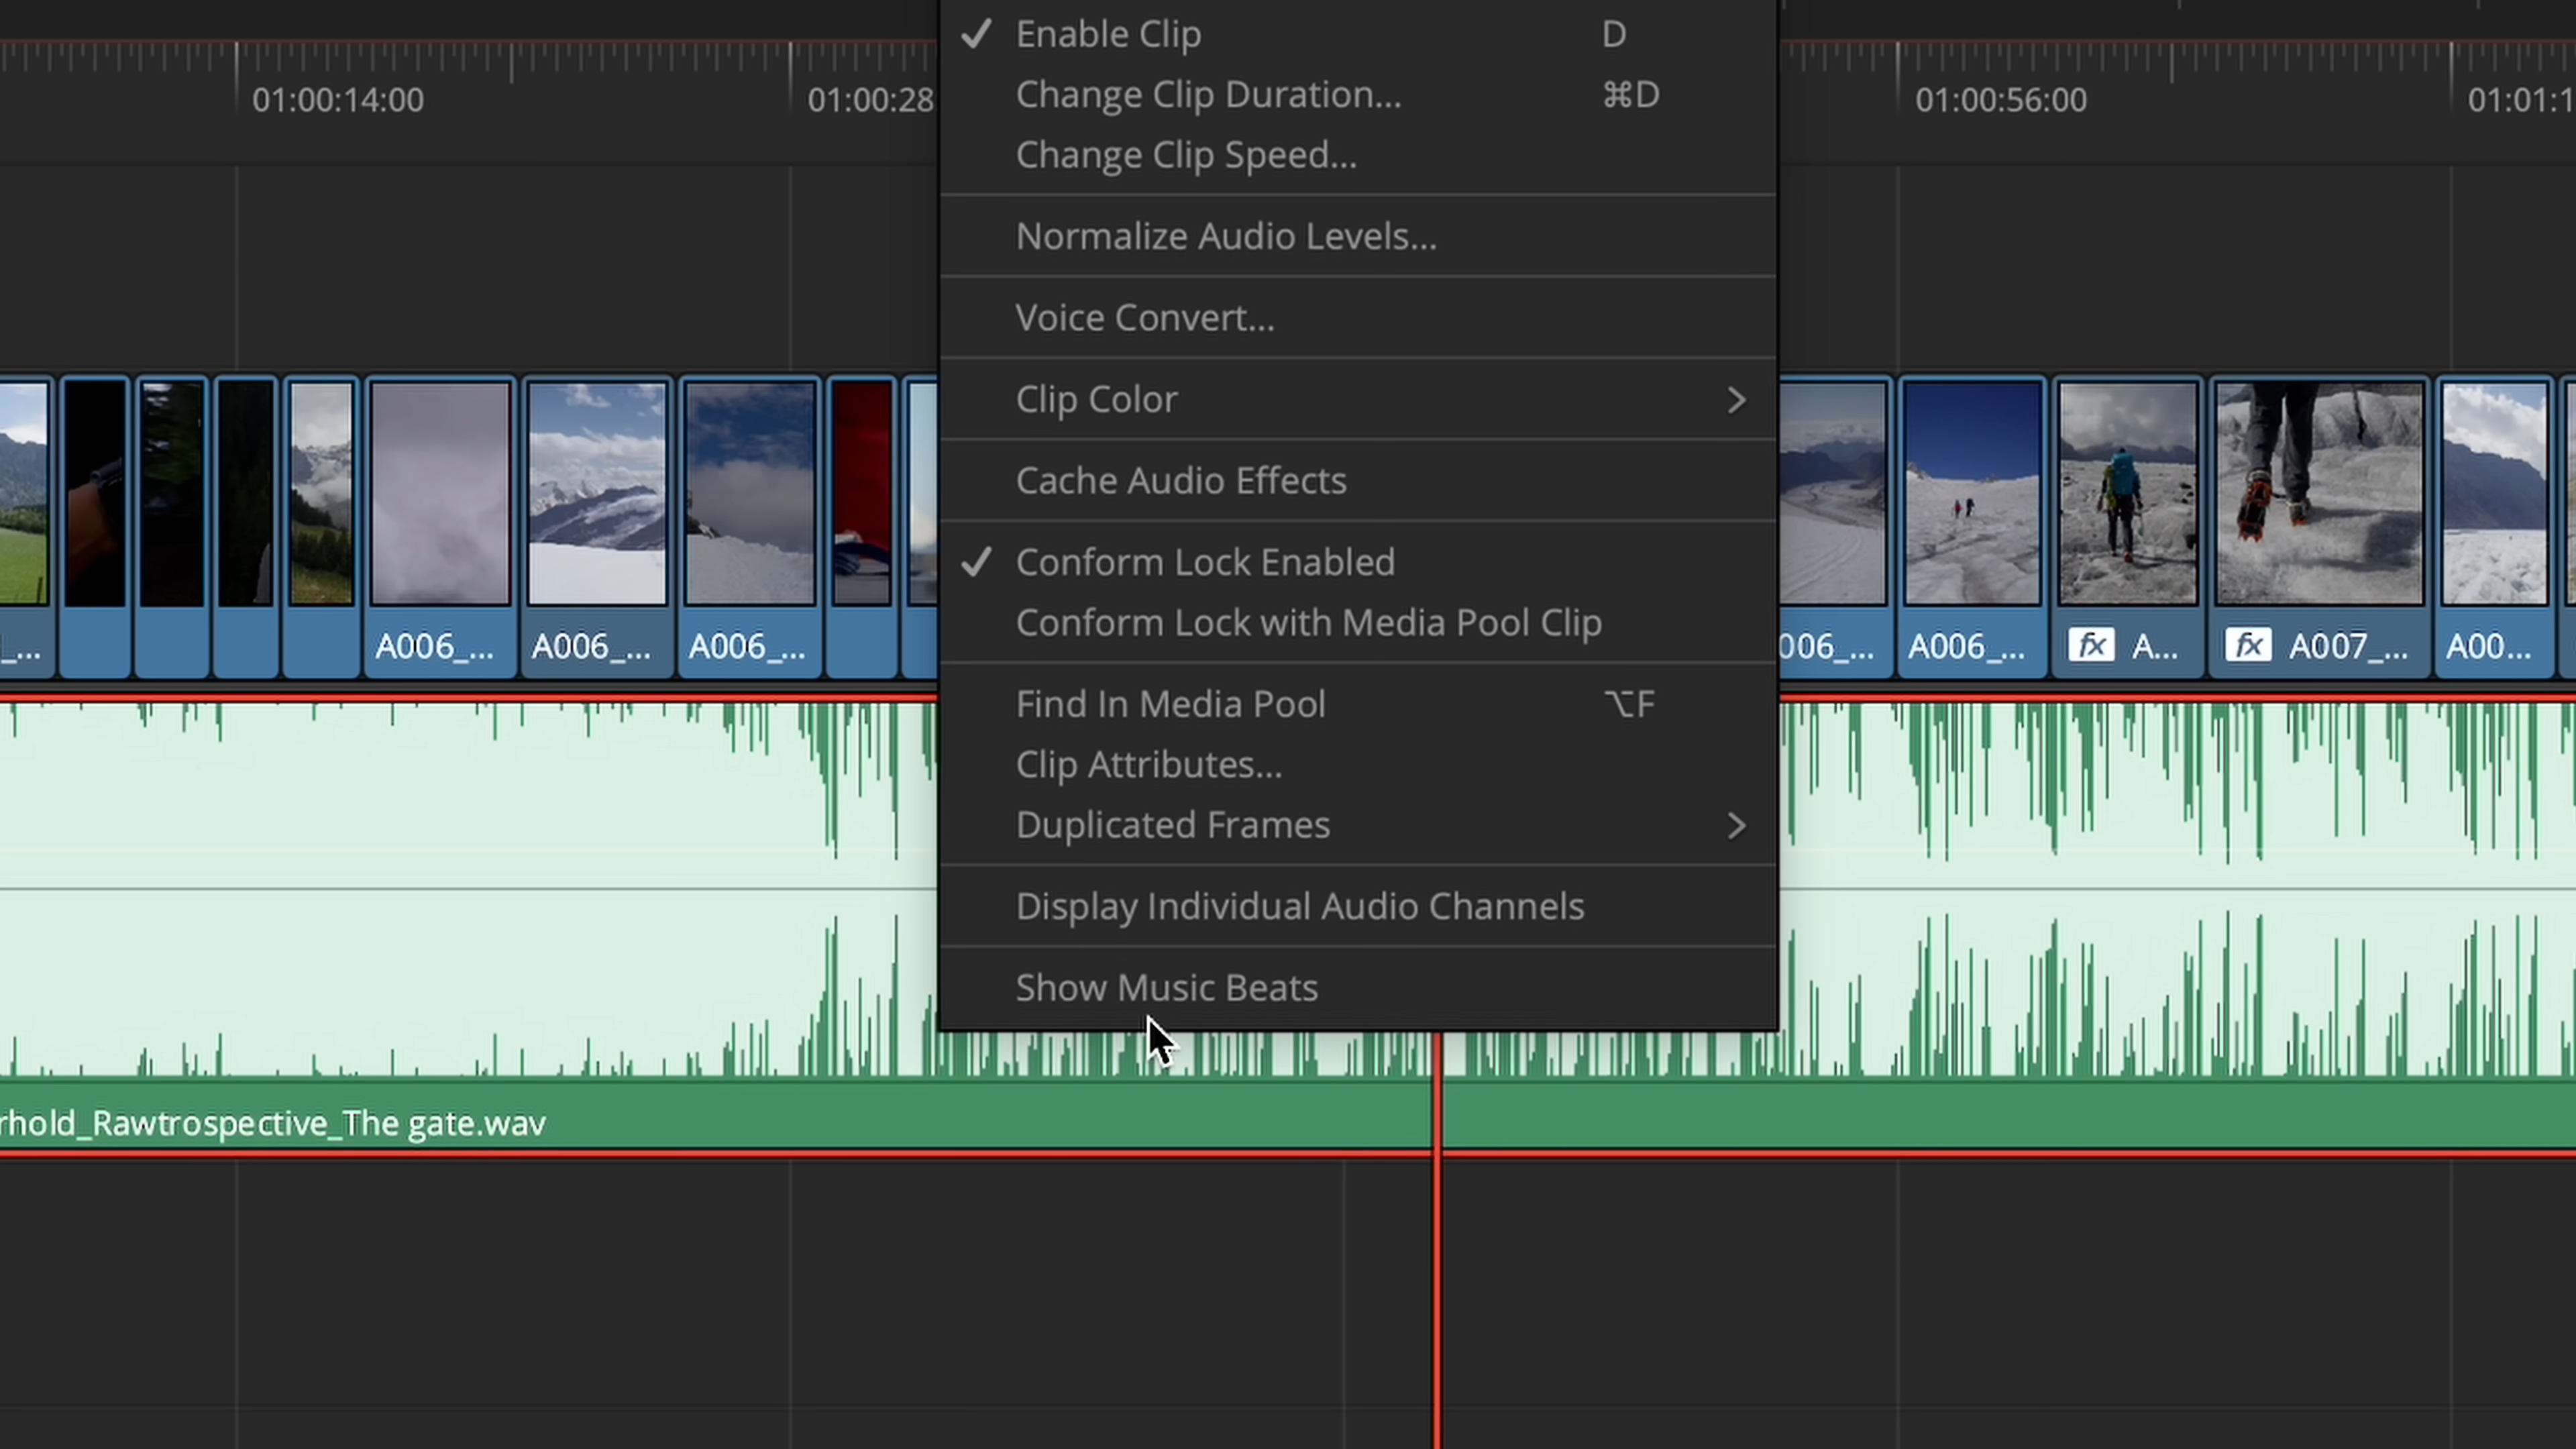 Enable Clip D
01:00:14:00 01:00:28 Change Clip Duration... ⌘D 01:00:56:00 01:01:1
Change Clip Speed...
Normalize Audio Levels...
Voice Convert...
Clip Color
Cache Audio Effects
Conform Lock Enabled
Conform Lock with Media Pool Clip
_... A006_... A006_... A006_... 006_... A006_... fx A... fx A007_... A00...
Find In Media Pool ⌥F
Clip Attributes...
Duplicated Frames
Display Individual Audio Channels
Show Music Beats
rhold_Rawtrospective_The gate.wav